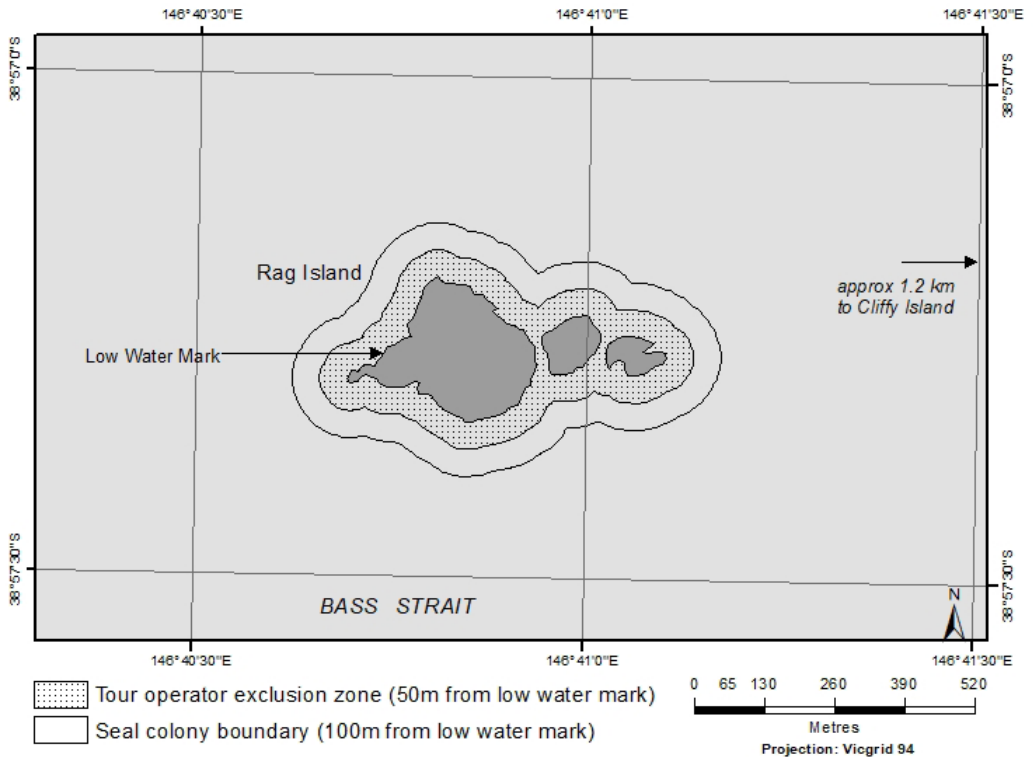 146°40'30"E 146°41'0"E 146°41'30"E
38°57'0"S
38°57'0"S
Rag Island
approx 1.2 km
to Cliffy Island
Low Water Mark
38°57'30"S
38°57'30"S
N
BASS STRAIT
146°40'30"E 146°41'0"E 146°41'30"E
Tour operator exclusion zone (50m from low water mark)
Seal colony boundary (100m from low water mark)
0 65 130 260 390 520
Metres
Projection: Vicgrid 94